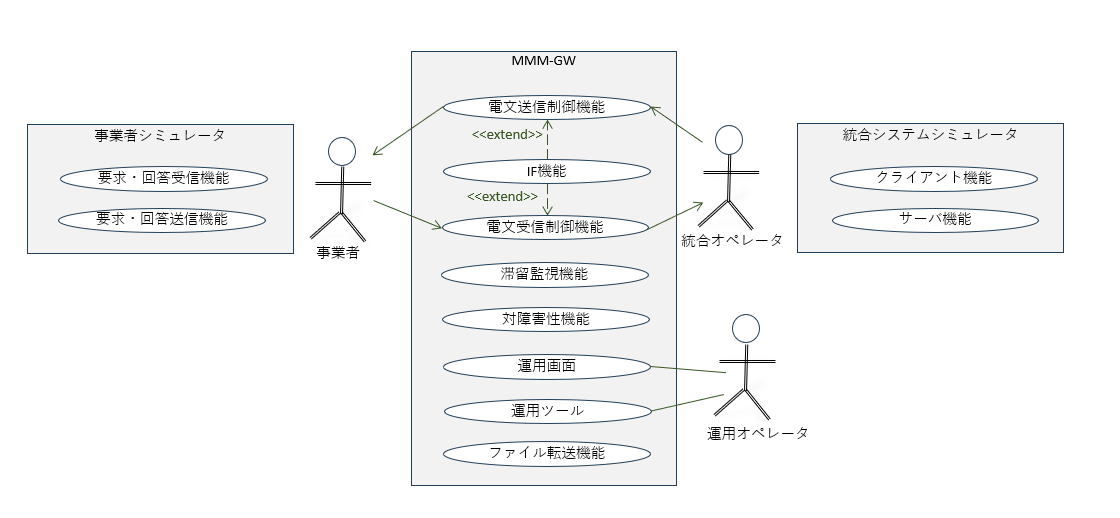 MMM-GW
電文送信制御機能
<<extend>>
IF機能
<<extend>>
電文受信制御機能
滞留監視機能
対障害性機能
運用画面
運用ツール
ファイル転送機能
事業者シミュレータ
要求・回答受信機能
要求・回答送信機能
事業者
統合オペレータ
統合システムシミュレータ
クライアント機能
サーバ機能
運用オペレータ